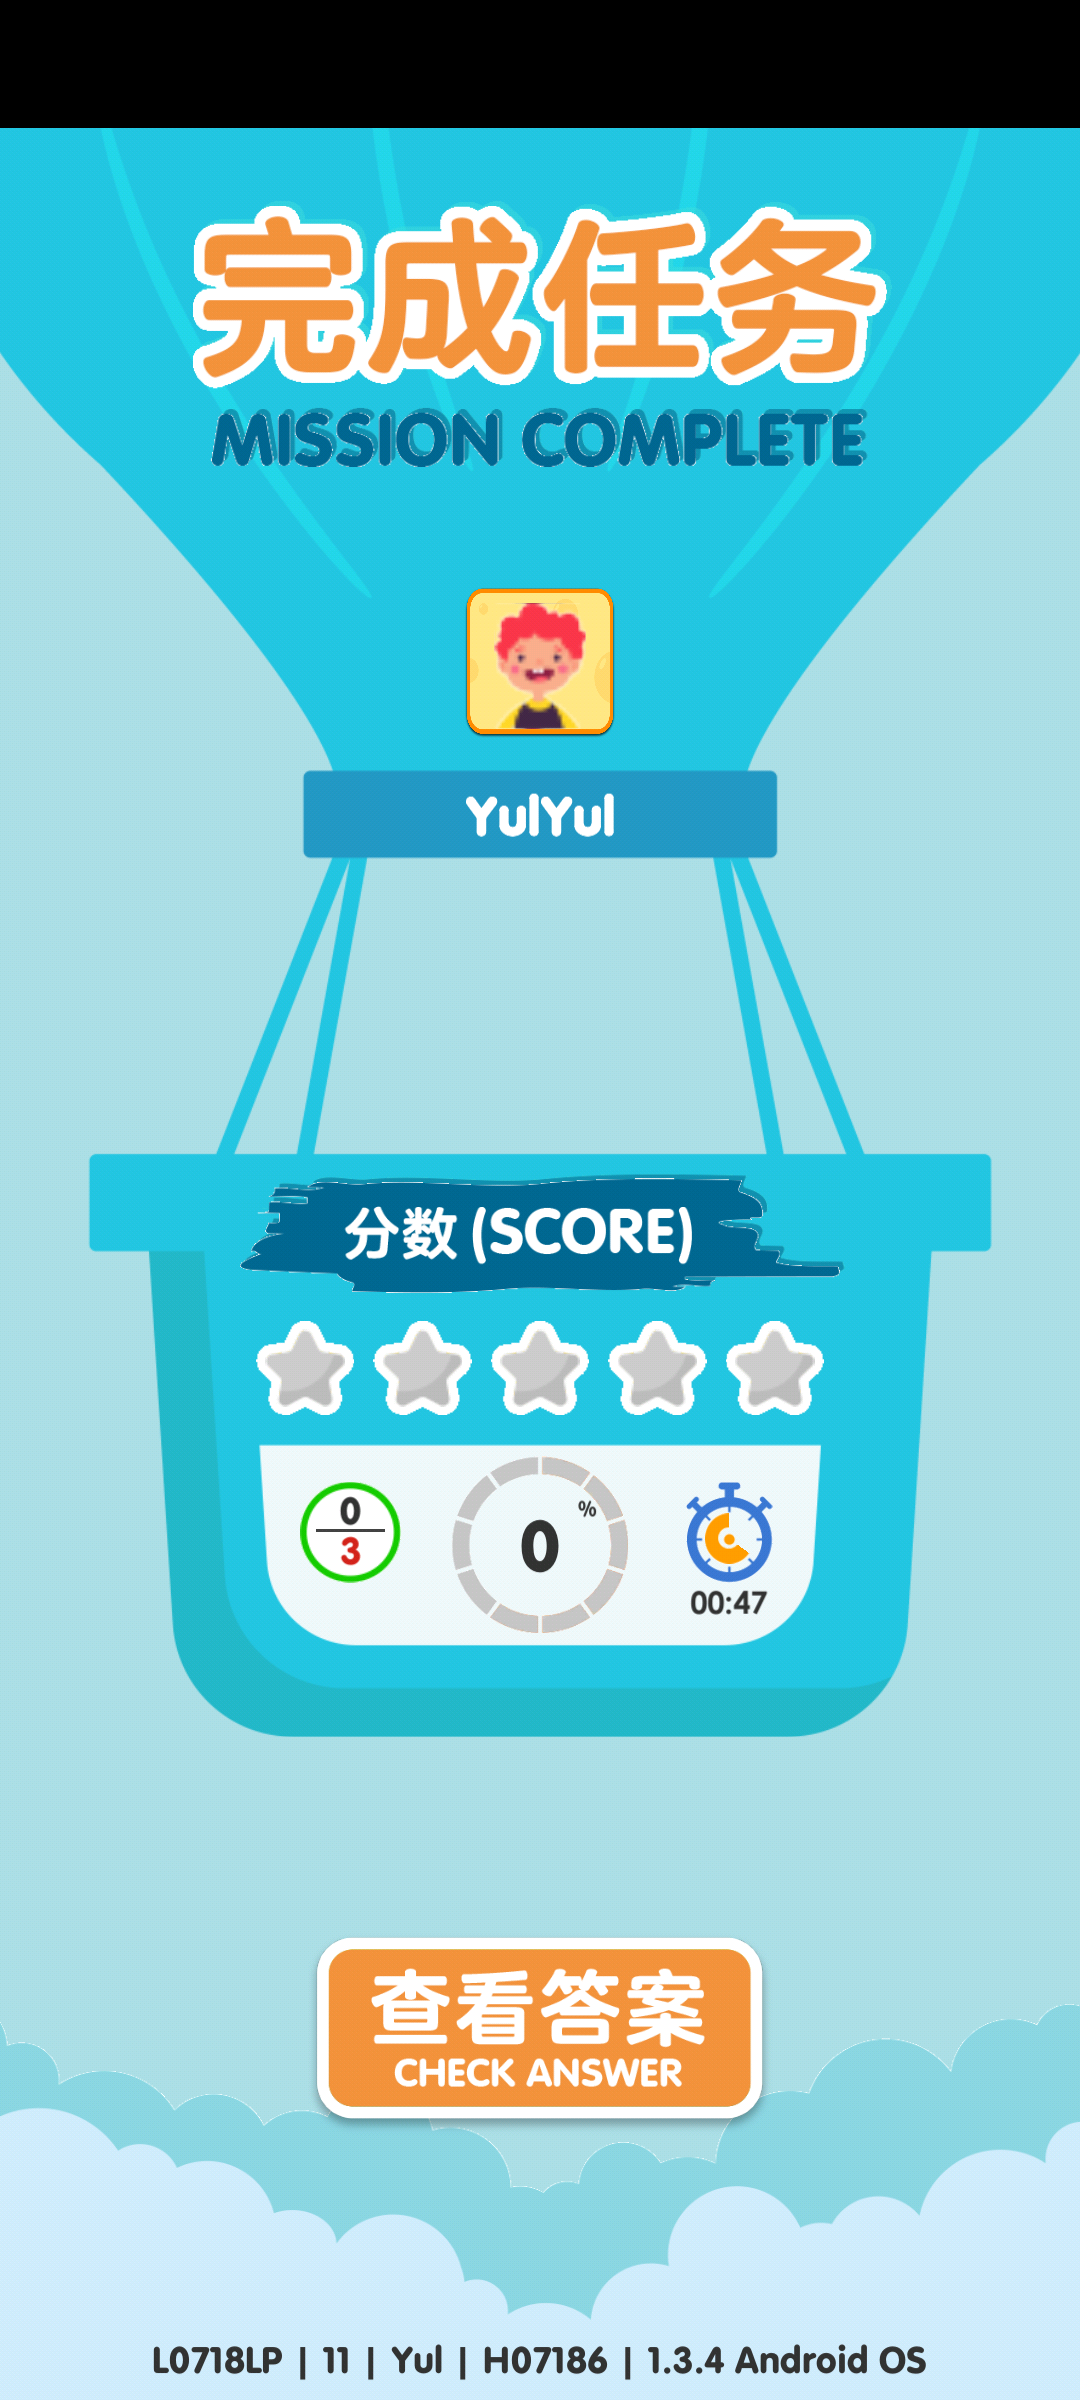 完成任务
MISSION COMPLETE
YulYul
分数 (SCORE)
0
3
0 %
00:47
查看答案
CHECK ANSWER
L0718LP | 11 | Yul | H07186 | 1.3.4 Android OS